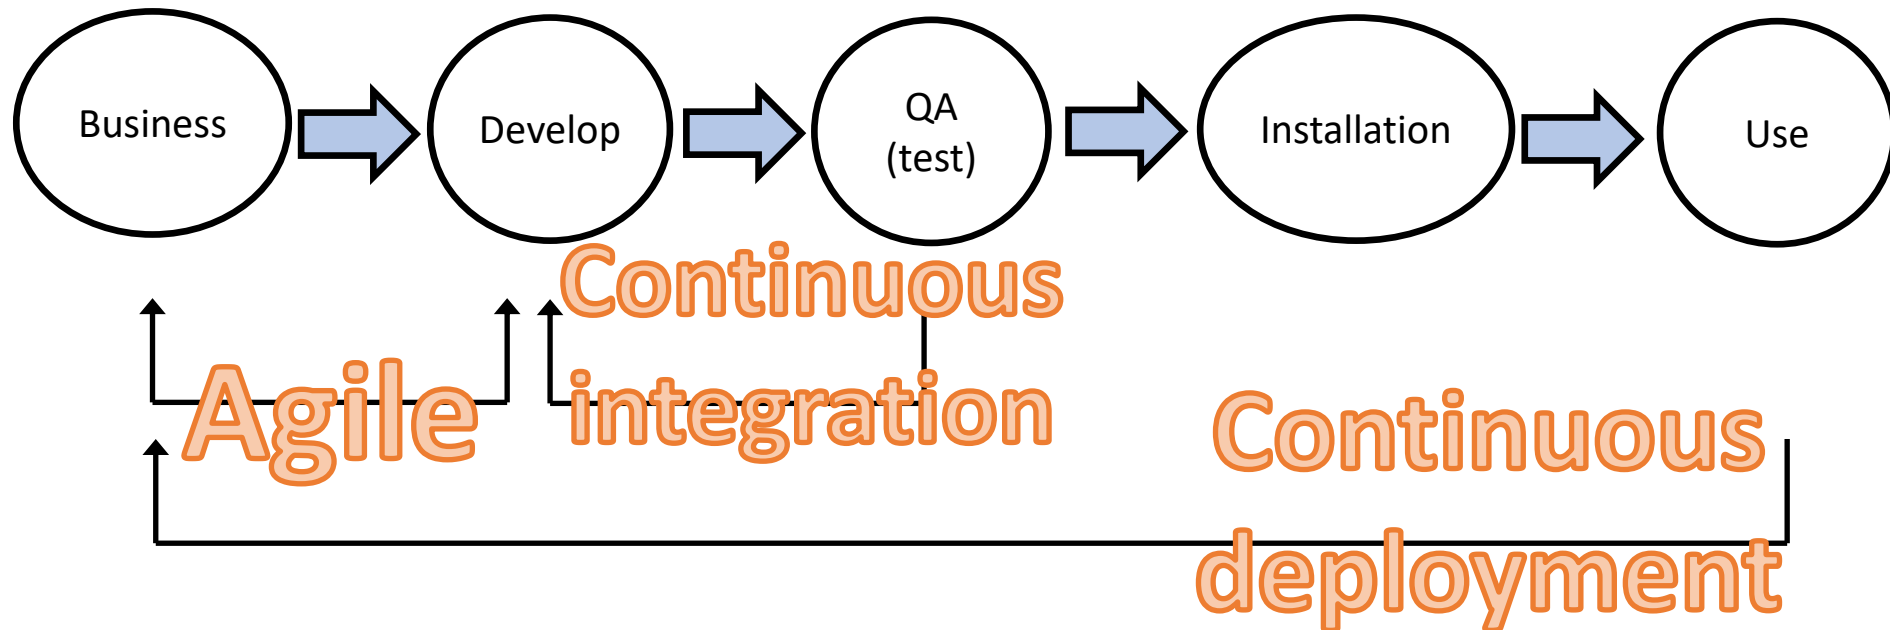 Business
Develop
QA
(test)
Installation
Use
Continuous
integration
Agile
Continuous
deployment